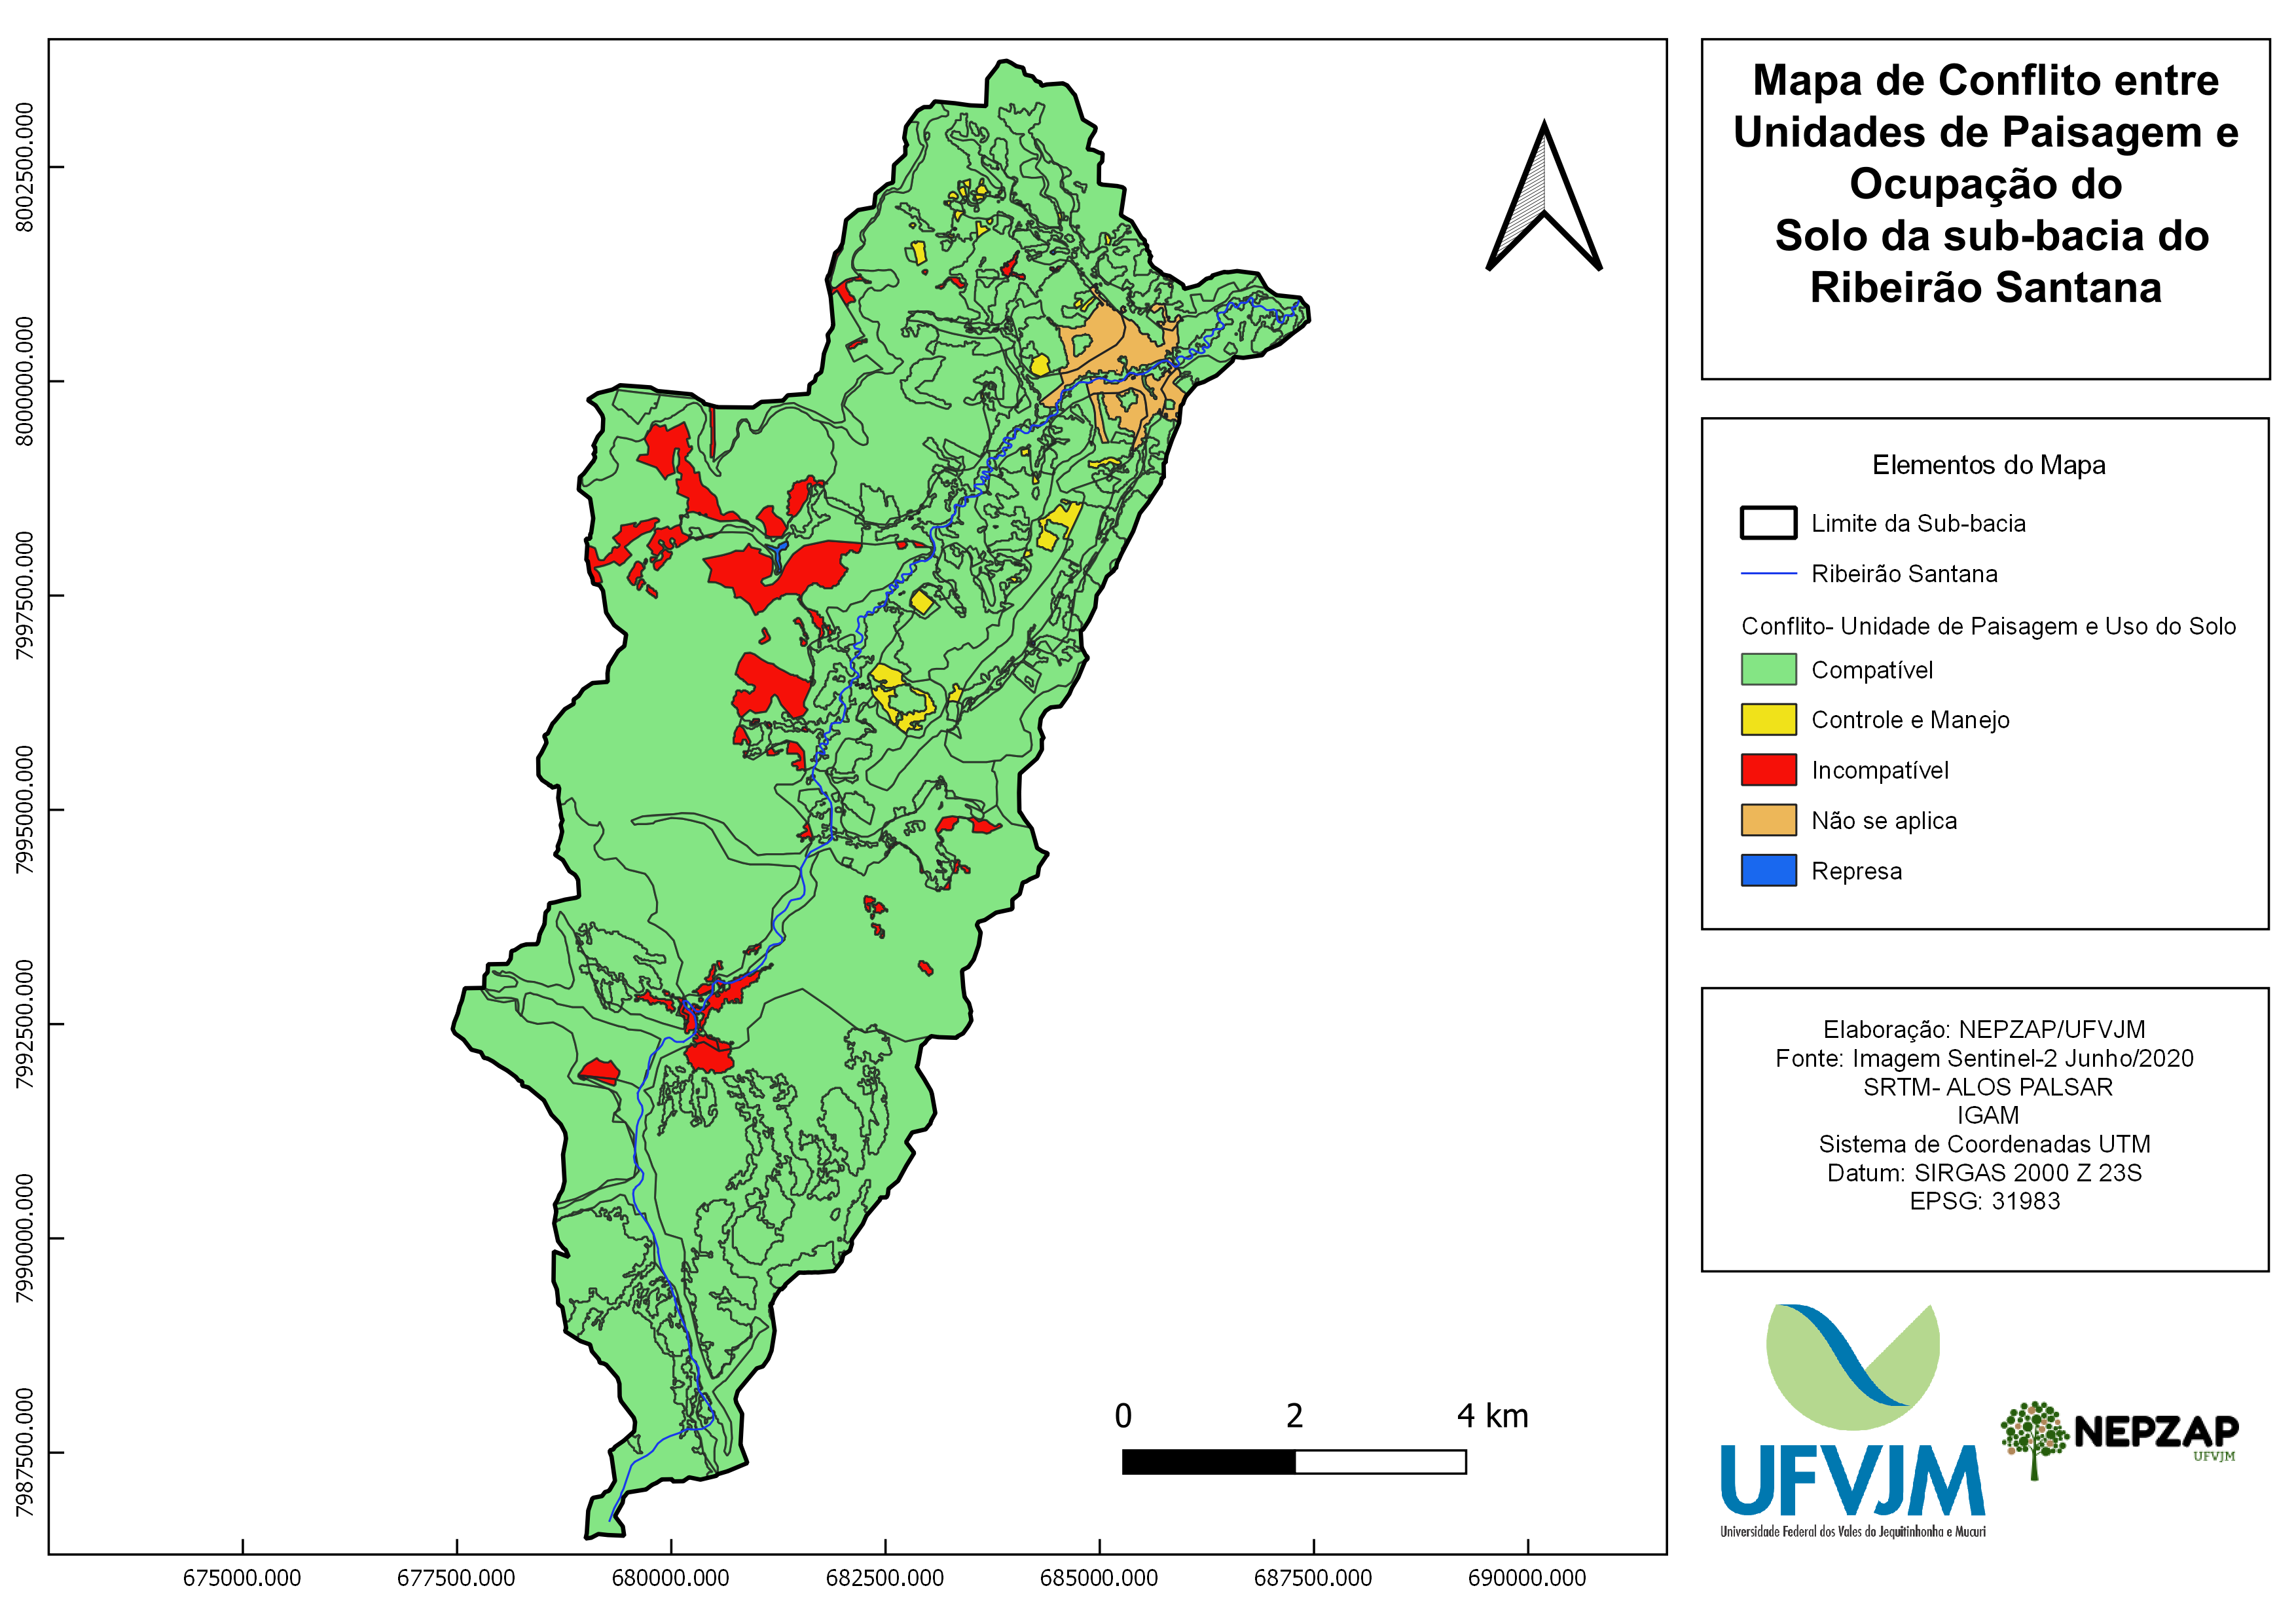 Mapa de Conflito entre
Unidades de Paisagem e
Ocupação do
Solo da sub-bacia do
Ribeirão Santana
Elementos do Mapa
Limite da Sub-bacia
Ribeirão Santana
Conflito- Unidade de Paisagem e Uso do Solo
Compatível
Controle e Manejo
Incompatível
Não se aplica
Represa
Elaboração: NEPZAP/UFVJM
Fonte: Imagem Sentinel-2 Junho/2020
SRTM- ALOS PALSAR
IGAM
Sistema de Coordenadas UTM
Datum: SIRGAS 2000 Z 23S
EPSG: 31983
UFVJM
Universidade Federal dos Vales do Jequitinhonha e Mucuri
NEPZAP
UFVJM
8002500.000
8000000.000
7997500.000
7995000.000
7992500.000
7990000.000
7987500.000
0 2 4 km
675000.000 677500.000 680000.000 682500.000 685000.000 687500.000 690000.000